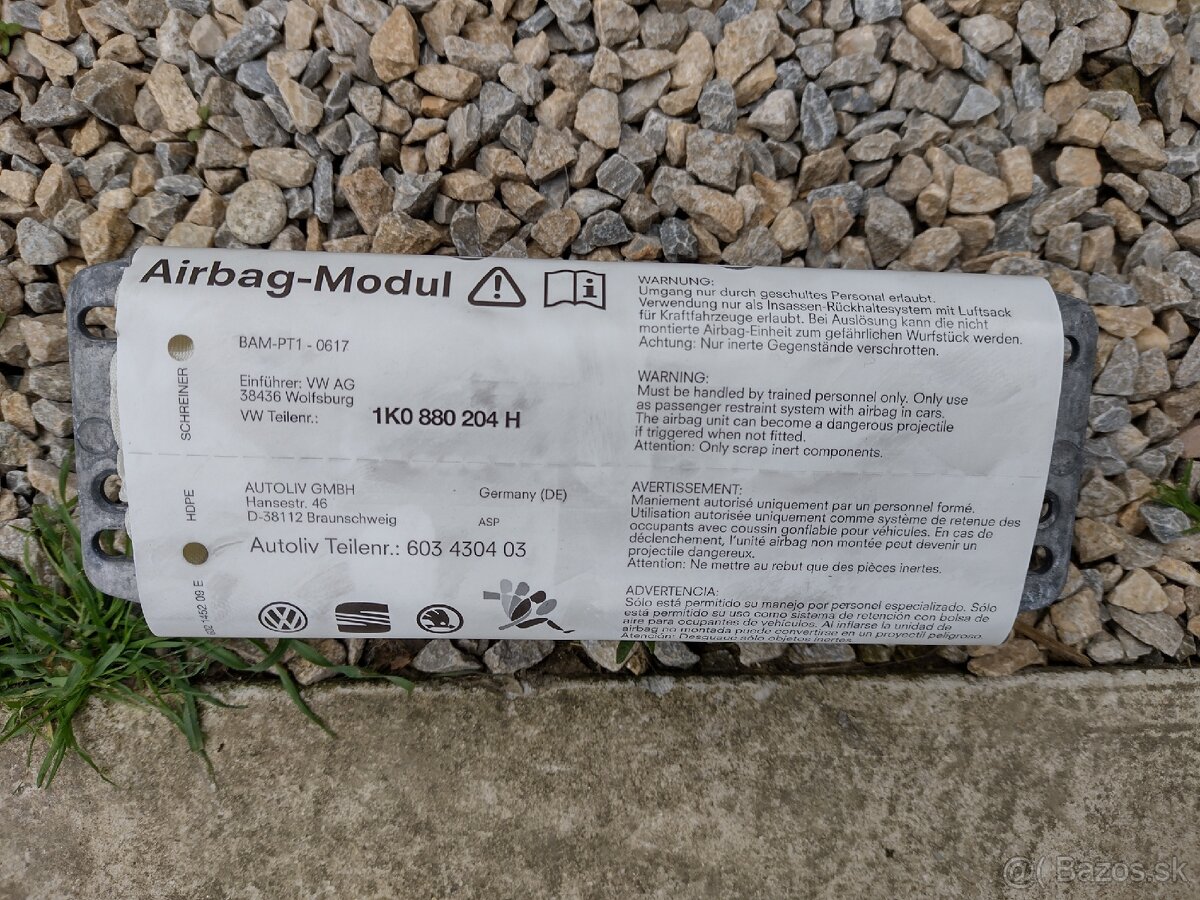 Airbag-Modul
BAM-PT1 - 0617
Einführer: VW AG
38436 Wolfsburg
VW Teilenr.: 1K0 880 204 H
SCHREINER
HDPE
AUTOLIV GMBH
Hansestr. 46
D-38112 Braunschweig
Germany (DE)
ASP
Autoliv Teilenr.: 603 4304 03
1452 09 E
WARNUNG:
Umgang nur durch geschultes Personal erlaubt.
Verwendung nur als Insassen-Rückhaltesystem mit Luftsack
für Kraftfahrzeuge erlaubt. Bei Auslösung kann die nicht
montierte Airbag-Einheit zum gefährlichen Wurfstück werden.
Achtung: Nur inerte Gegenstände verschrotten.
WARNING:
Must be handled by trained personnel only. Only use
as passenger restraint system with airbag in cars.
The airbag unit can become a dangerous projectile
if triggered when not fitted.
Attention: Only scrap inert components.
AVERTISSEMENT:
Maniement autorisé uniquement par un personnel formé.
Utilisation autorisée uniquement comme système de retenue des
occupants avec coussin gonflable pour véhicules. En cas de
déclenchement, l'unité airbag non montée peut devenir un
projectile dangereux.
Attention: Ne mettre au rebut que des pièces inertes.
ADVERTENCIA:
Sólo está permitido su manejo por personal especializado. Sólo
está permitido su uso como sistema de retención con bolsa de
aire para ocupantes de vehículos. Al inflarse la unidad de
airbag no montada puede convertirse en un proyectil peligroso.
Atención: Desguace sólo objetos inertes.
Bazos.sk